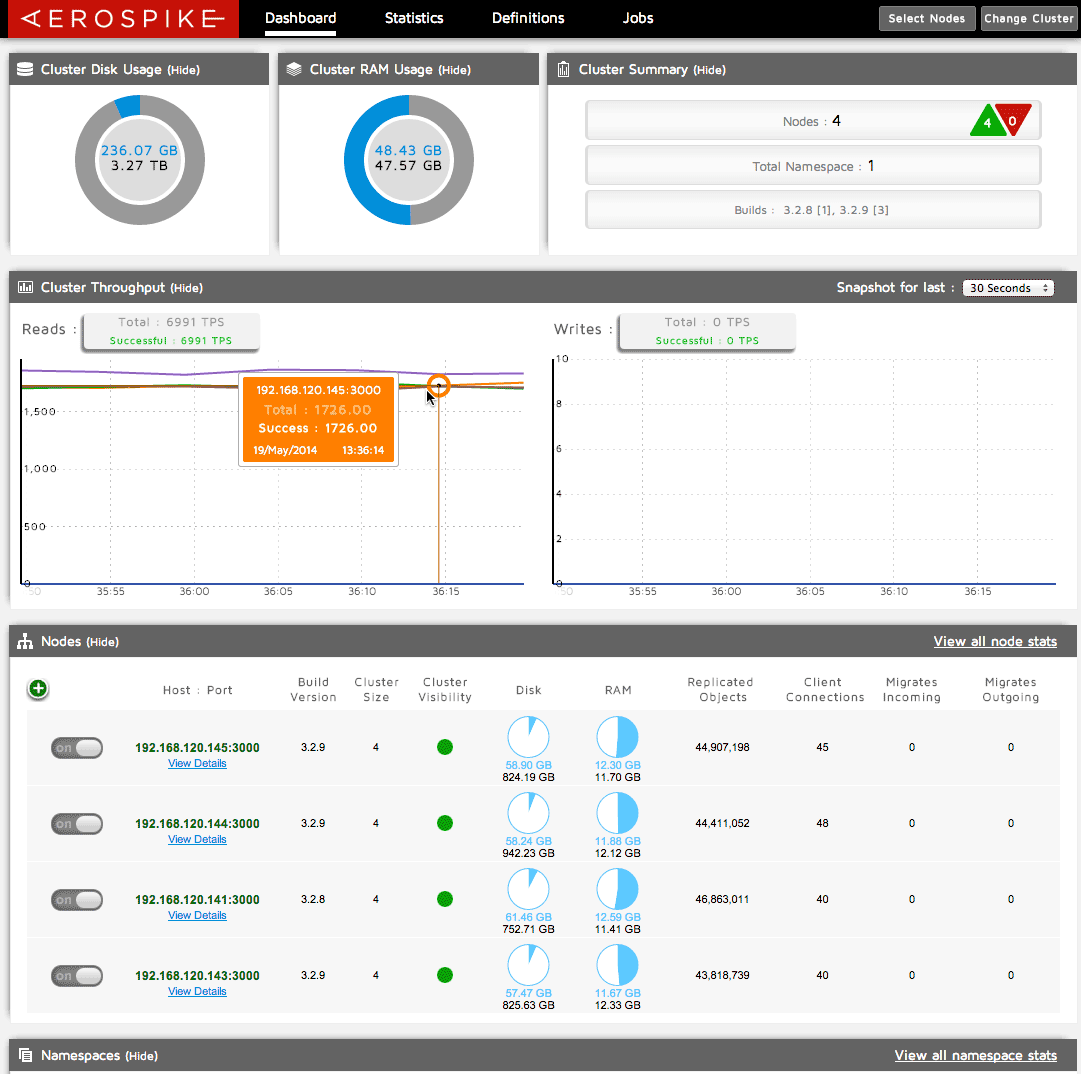 AEROSPIKE Dashboard Statistics Definitions Jobs Select Nodes Change Cluster
Cluster Disk Usage (Hide)
236.07 GB
3.27 TB
Cluster RAM Usage (Hide)
48.43 GB
47.57 GB
Cluster Summary (Hide)
Nodes : 4 4 0
Total Namespace : 1
Builds : 3.2.8 [1], 3.2.9 [3]
Cluster Throughput (Hide) Snapshot for last : 30 Seconds
Reads : Total : 6991 TPS
Successful : 6991 TPS
192.168.120.145:3000
Total : 1726.00
Success : 1726.00
19/May/2014 13:36:14
1,500
1,000
500
0
50 35:55 36:00 36:05 36:10 36:15
Writes : Total : 0 TPS
Successful : 0 TPS
10
8
6
4
2
0
50 35:55 36:00 36:05 36:10 36:15
Nodes (Hide) View all node stats
Host : Port Build Version Cluster Size Cluster Visibility Disk RAM Replicated Objects Client Connections Migrates Incoming Migrates Outgoing
on 192.168.120.145:3000 3.2.9 4 44,907,198 45 0 0
View Details 58.90 GB 12.30 GB
824.19 GB 11.70 GB
on 192.168.120.144:3000 3.2.9 4 44,411,052 48 0 0
View Details 58.24 GB 11.88 GB
942.23 GB 12.12 GB
on 192.168.120.141:3000 3.2.8 4 46,863,011 40 0 0
View Details 61.46 GB 12.59 GB
752.71 GB 11.41 GB
on 192.168.120.143:3000 3.2.9 4 43,818,739 40 0 0
View Details 57.47 GB 11.67 GB
825.63 GB 12.33 GB
Namespaces (Hide) View all namespace stats